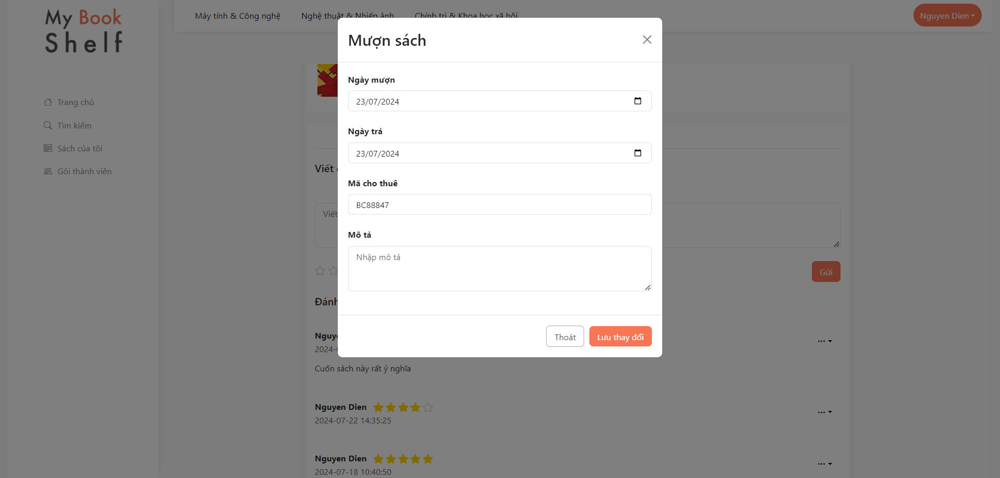 My Book
Shelf
Trang chủ
Tìm kiếm
Sách của tôi
Gói thành viên
Máy tính & Công nghệ
Nghệ thuật & Nhiếp ảnh
Chính trị & Khoa học xã hội
Nguyen Dien
Mượn sách
Ngày mượn
23/07/2024
Ngày trả
23/07/2024
Mã cho thuê
BC88847
Mô tả
Nhập mô tả
Thoát
Lưu thay đổi
Viết
Viết
Gửi
Đánh
2024-
Cuốn sách này rất ý nghĩa
Nguyen Dien
2024-07-22 14:35:25
Nguyen Dien
2024-07-18 10:40:50